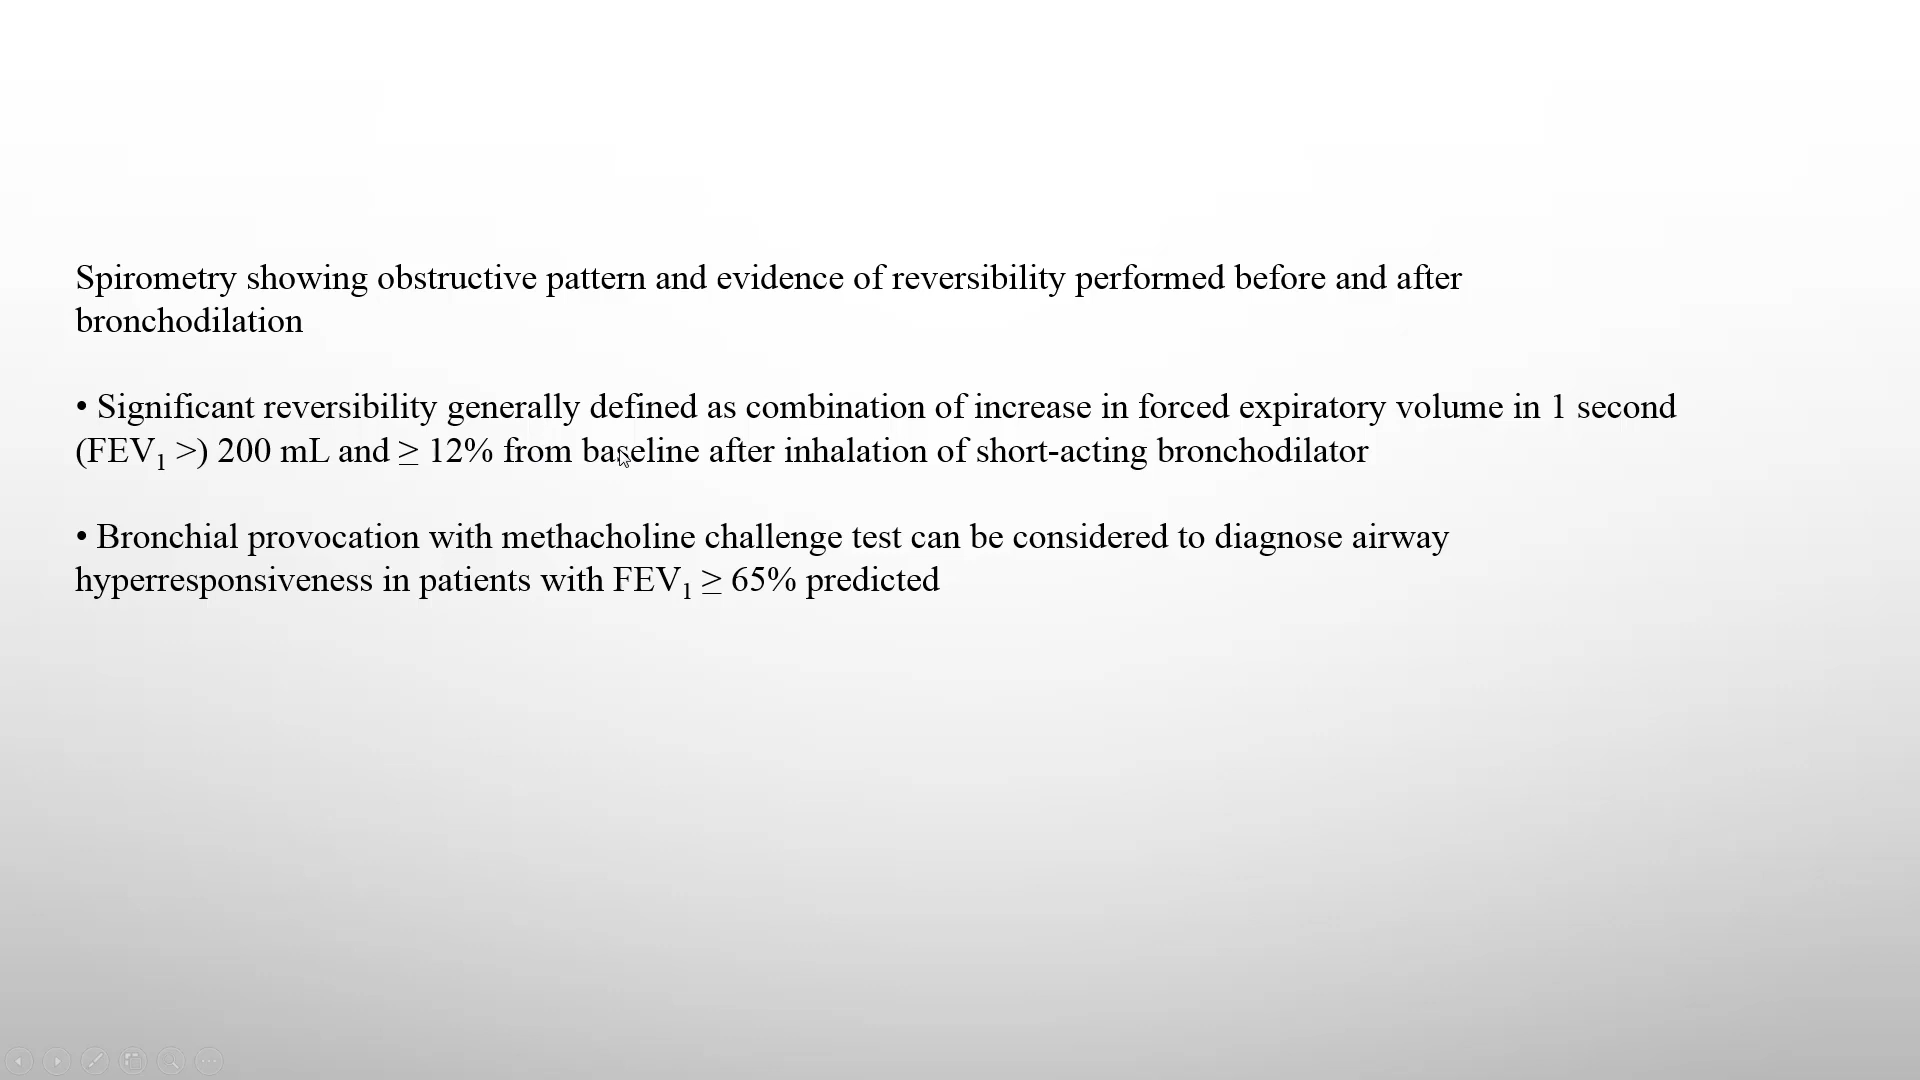 Spirometry showing obstructive pattern and evidence of reversibility performed before and after
bronchodilation
• Significant reversibility generally defined as combination of increase in forced expiratory volume in 1 second
(FEV₁ >) 200 mL and ≥ 12% from baseline after inhalation of short-acting bronchodilator
• Bronchial provocation with methacholine challenge test can be considered to diagnose airway
hyperresponsiveness in patients with FEV₁ ≥ 65% predicted